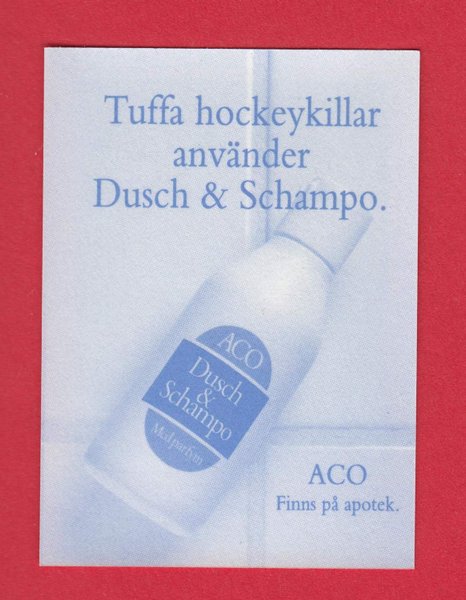 Tuffa hockeykillar
använder
Dusch & Schampo.
ACO
Dusch
&
Schampo
Med parfym
ACO
Finns på apotek.